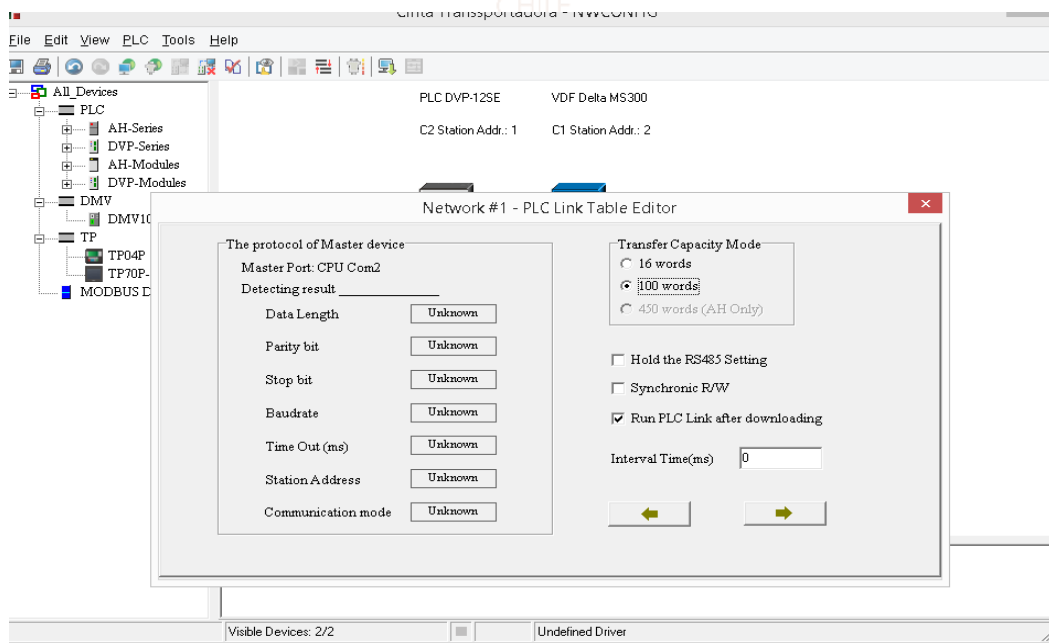 CHILE
Cinta Transsportadora - NWCONFIG
File Edit View PLC Tools Help
All_Devices
PLC
AH-Series
DVP-Series
AH-Modules
DVP-Modules
DMV
DMV10
TP
TP04P
TP70P-
MODBUS D
PLC DVP-12SE VDF Delta MS300
C2 Station Addr.: 1 C1 Station Addr.: 2
Network #1 - PLC Link Table Editor
The protocol of Master device
Master Port: CPU Com2
Detecting result
Data Length Unknown
Parity bit Unknown
Stop bit Unknown
Baudrate Unknown
Time Out (ms) Unknown
Station Address Unknown
Communication mode Unknown
Transfer Capacity Mode
16 words
100 words
450 words (AH Only)
Hold the RS485 Setting
Synchronic R/W
Run PLC Link after downloading
Interval Time(ms) 0
Visible Devices: 2/2 Undefined Driver